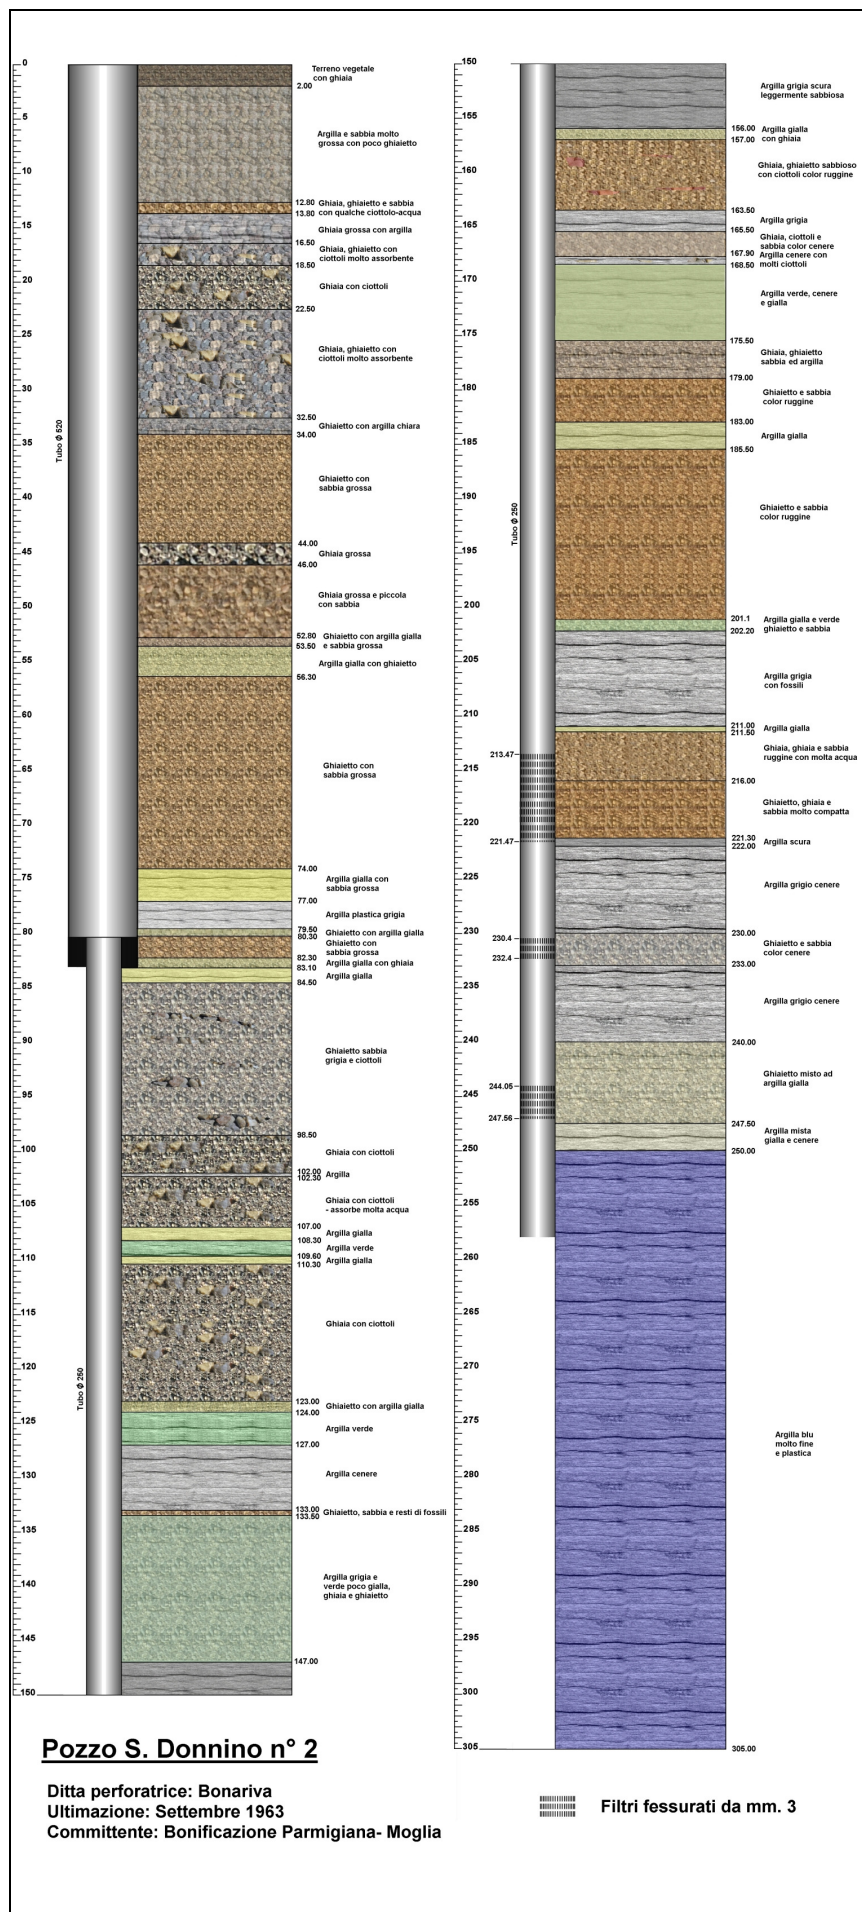 0
Terreno vegetale
con ghiaia
2.00
5
Argilla e sabbia molto
grossa con poco ghiaietto
10
12.80
Ghiaia, ghiaietto e sabbia
con qualche ciottolo-acqua
13.80
15
Ghiaia grossa con argilla
16.50
Ghiaia, ghiaietto con
ciottoli molto assorbente
18.50
20
Ghiaia con ciottoli
22.50
25
Ghiaia, ghiaietto con
ciottoli molto assorbente
30
32.50
Ghiaietto con argilla chiara
34.00
35
Tubo Ø 520
Ghiaietto con
sabbia grossa
40
44.00
45
Ghiaia grossa
46.00
Ghiaia grossa e piccola
con sabbia
50
52.80
Ghiaietto con argilla gialla
e sabbia grossa
53.50
55
Argilla gialla con ghiaietto
56.30
60
65
Ghiaietto con
sabbia grossa
70
74.00
75
Argilla gialla con
sabbia grossa
77.00
Argilla plastica grigia
79.50
Ghiaietto con argilla gialla
80
80.30
Ghiaietto con
sabbia grossa
82.30
Argilla gialla con ghiaia
83.10
Argilla gialla
84.50
85
90
Ghiaietto sabbia
grigia e ciottoli
95
98.50
100
Ghiaia con ciottoli
102.00
Argilla
102.30
105
Ghiaia con ciottoli
- assorbe molta acqua
107.00
Argilla gialla
108.30
Argilla verde
109.60
110
Argilla gialla
110.30
115
Ghiaia con ciottoli
120
Tubo Ø 250
123.00
Ghiaietto con argilla gialla
124.00
125
Argilla verde
127.00
130
Argilla cenere
133.00
Ghiaietto, sabbia e resti di fossili
133.50
135
140
Argilla grigia e
verde poco gialla,
ghiaia e ghiaietto
145
147.00
150
150
Argilla grigia scura
leggermente sabbiosa
155
156.00
Argilla gialla
con ghiaia
157.00
160
Ghiaia, ghiaietto sabbioso
con ciottoli color ruggine
163.50
165
Argilla grigia
165.50
Ghiaia, ciottoli e
sabbia color cenere
167.90
Argilla cenere con
molti ciottoli
168.50
170
Argilla verde, cenere
e gialla
175
175.50
Ghiaia, ghiaietto
sabbia ed argilla
179.00
180
Ghiaietto e sabbia
color ruggine
183.00
185
Argilla gialla
185.50
190
Ghiaietto e sabbia
color ruggine
Tubo Ø 250
195
200
201.1
Argilla gialla e verde
ghiaietto e sabbia
202.20
205
Argilla grigia
con fossili
210
211.00
Argilla gialla
211.50
213.47
Ghiaia, ghiaia e sabbia
ruggine con molta acqua
215
216.00
Ghiaietto, ghiaia e
sabbia molto compatta
220
221.30
221.47
Argilla scura
222.00
225
Argilla grigio cenere
230
230.00
230.4
Ghiaietto e sabbia
color cenere
232.4
233.00
235
Argilla grigio cenere
240
240.00
244.05
Ghiaietto misto ad
argilla gialla
245
247.56
247.50
Argilla mista
gialla e cenere
250
250.00
255
260
265
270
275
Argilla blu
molto fine
e plastica
280
285
290
295
300
305
305.00
Pozzo S. Donnino n° 2
Ditta perforatrice: Bonariva
Ultimazione: Settembre 1963
Committente: Bonificazione Parmigiana- Moglia
Filtri fessurati da mm. 3